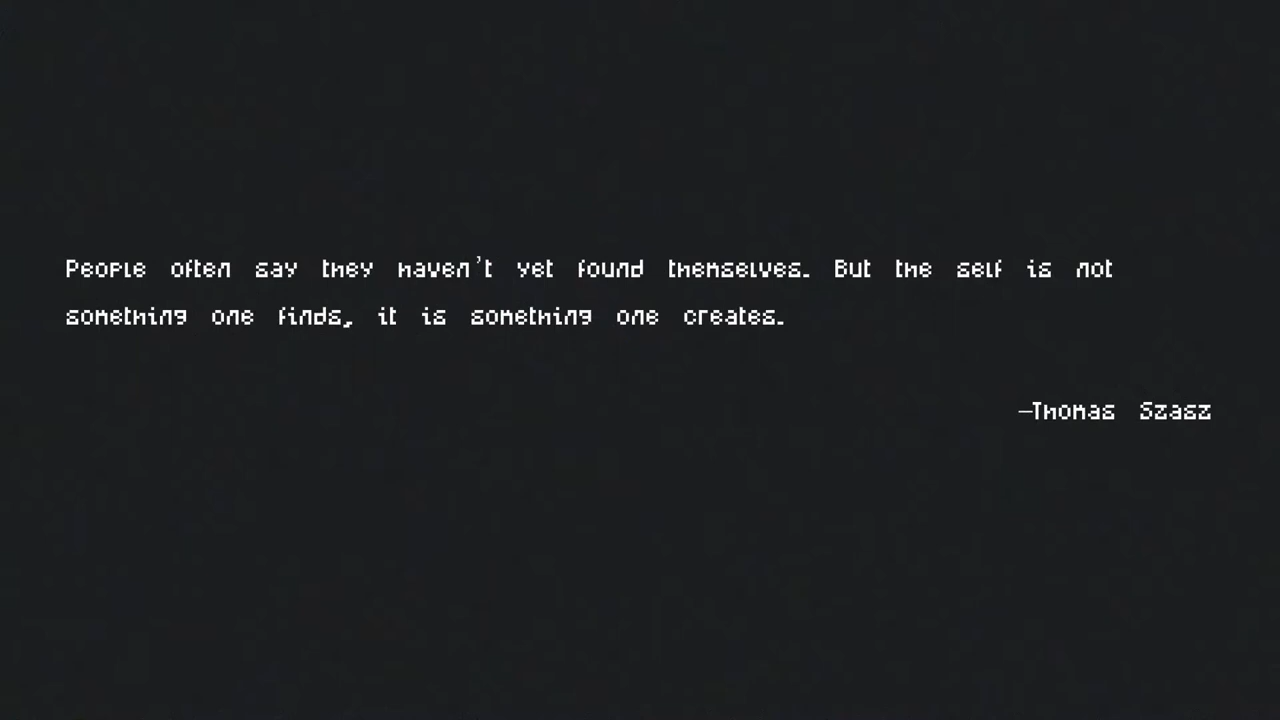 People often say they haven't yet found themselves. But the self is not
something one finds, it is something one creates.
—Thomas Szasz